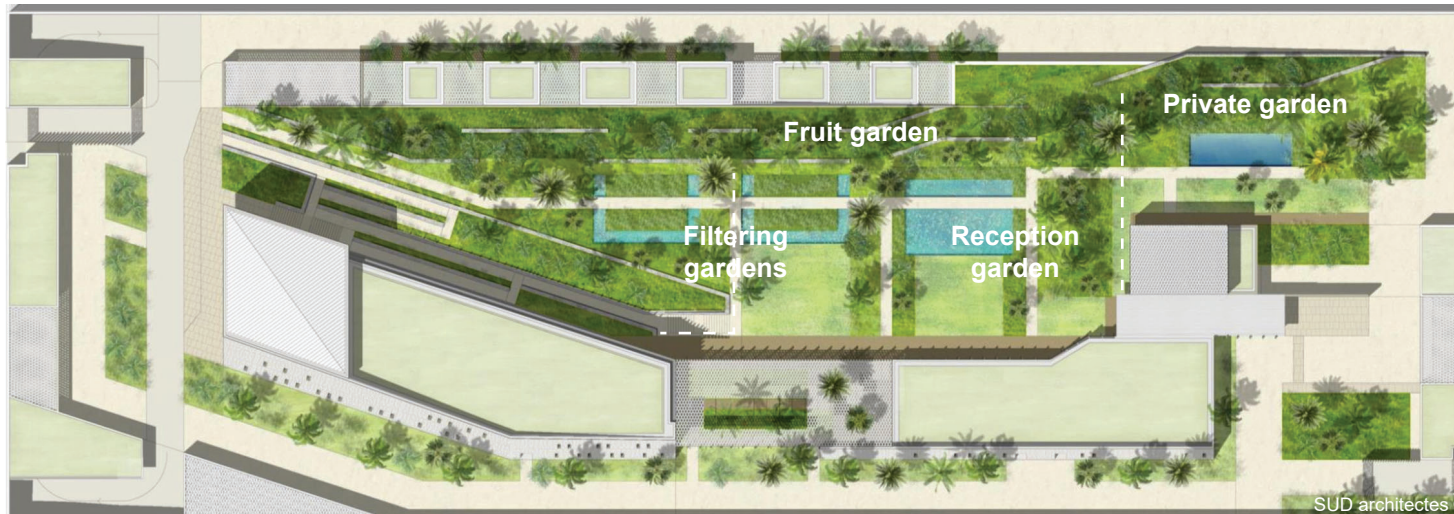 Private garden
Fruit garden
Filtering
gardens
Reception
garden
SUD architectes